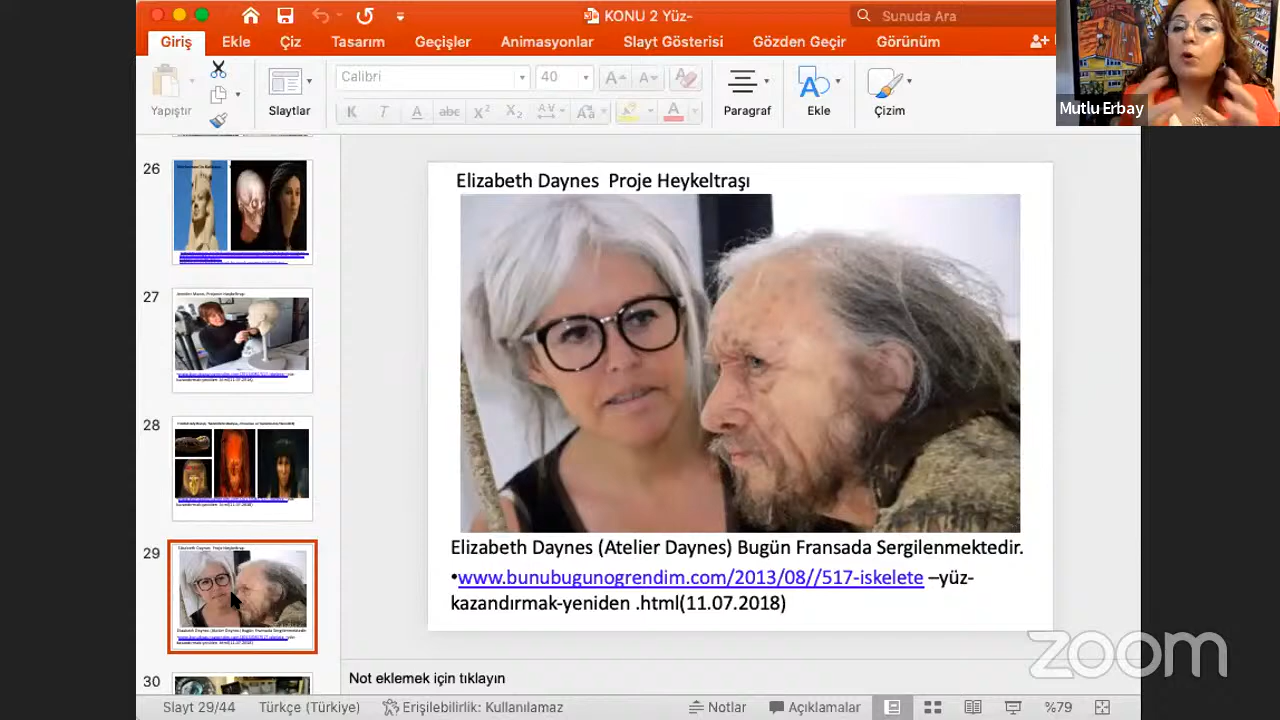 KONU 2 Yüz-
Sunuda Ara
Giriş
Ekle
Çiz
Tasarım
Geçişler
Animasyonlar
Slayt Gösterisi
Gözden Geçir
Görünüm
Yapıştır
Slaytlar
Calibri
40
Paragraf
Ekle
Çizim
Mutlu Erbay
26
27
28
29
30
Elizabeth Daynes Proje Heykeltraşı
Elizabeth Daynes (Atelier Daynes) Bugün Fransada Sergilenmektedir.
•www.bunubugunogrendim.com/2013/08//517-iskelete –yüz-
kazandırmak-yeniden .html(11.07.2018)
zoom
Not eklemek için tıklayın
Slayt 29/44
Türkçe (Türkiye)
Erişilebilirlik: Kullanılamaz
Notlar
Açıklamalar
%79